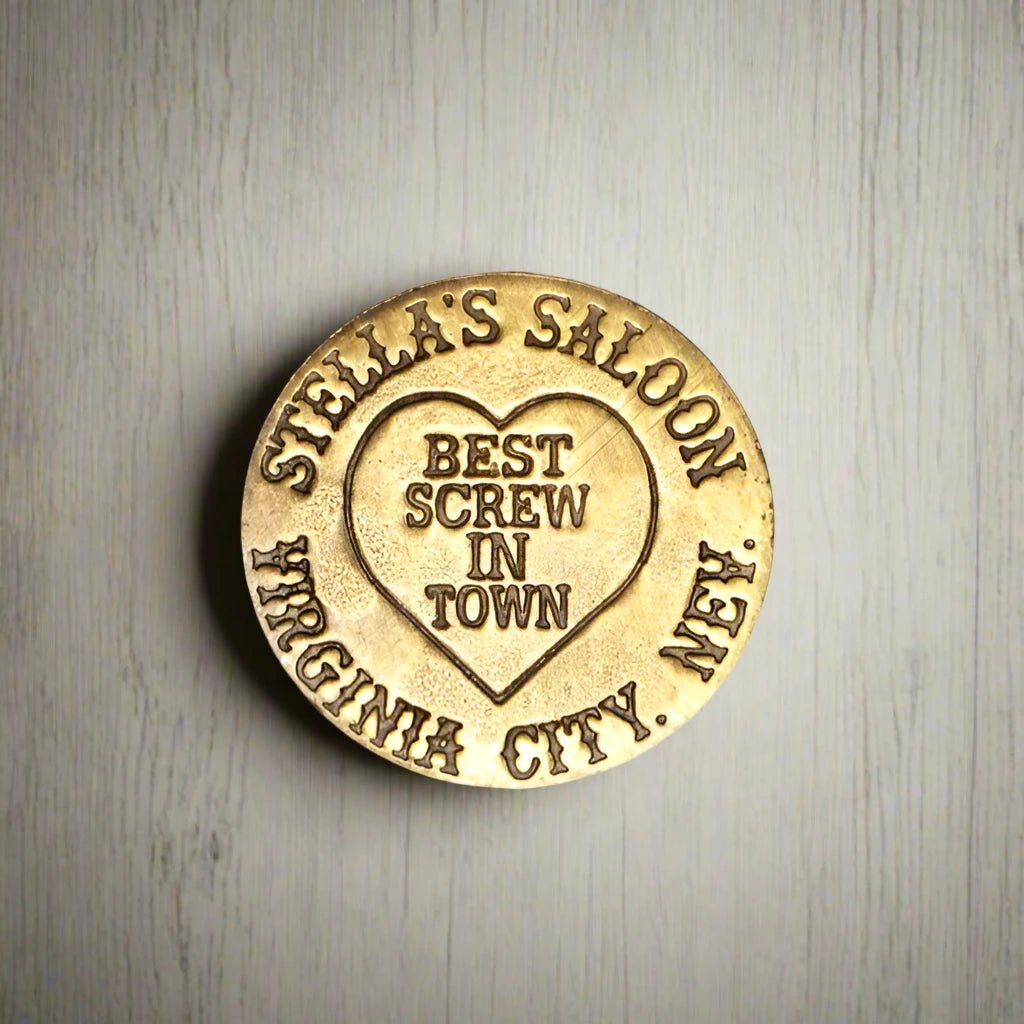 STELLA'S SALOON
BEST
SCREW
IN
TOWN
VIRGINIA CITY. NEV.